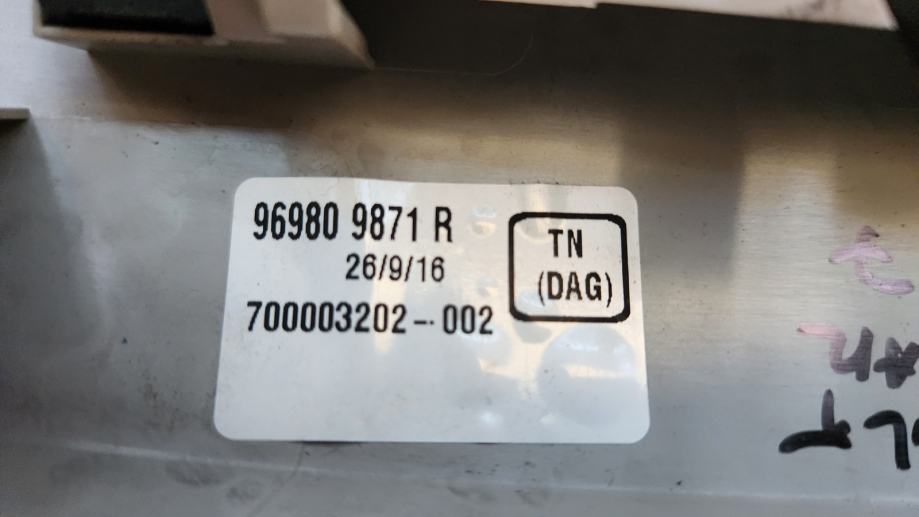 96980 9871 R
26/9/16
700003202-002
TN
(DAG)